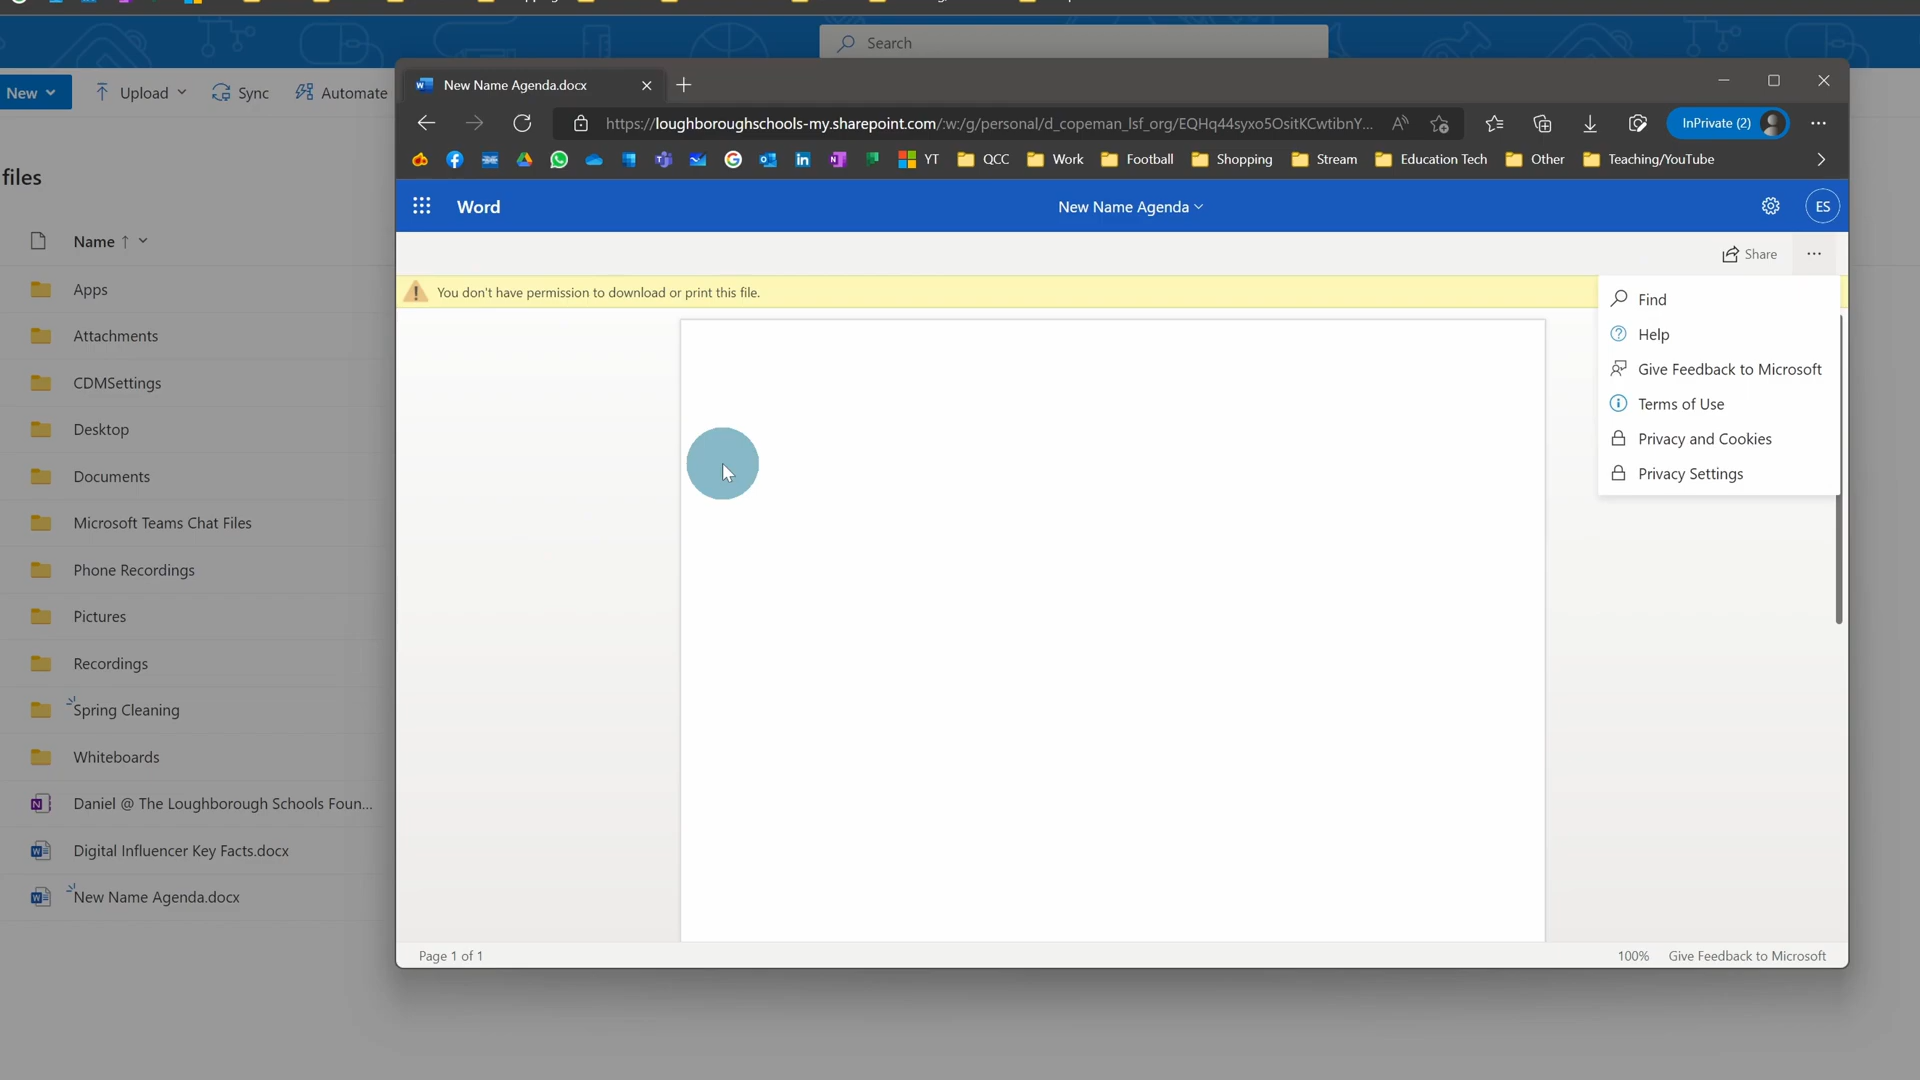 Search
New
Upload
Sync
Automate
files
Name ↑
Apps
Attachments
CDMSettings
Desktop
Documents
Microsoft Teams Chat Files
Phone Recordings
Pictures
Recordings
Spring Cleaning
Whiteboards
Daniel @ The Loughborough Schools Foun...
Digital Influencer Key Facts.docx
New Name Agenda.docx
New Name Agenda.docx
https://loughboroughschools-my.sharepoint.com/:w:/g/personal/d_copeman_lsf_org/EQHq44syxo5OsitKCwtibnY...
InPrivate (2)
YT
QCC
Work
Football
Shopping
Stream
Education Tech
Other
Teaching/YouTube
Word
New Name Agenda
ES
Share
You don't have permission to download or print this file.
Find
Help
Give Feedback to Microsoft
Terms of Use
Privacy and Cookies
Privacy Settings
Page 1 of 1
100%
Give Feedback to Microsoft